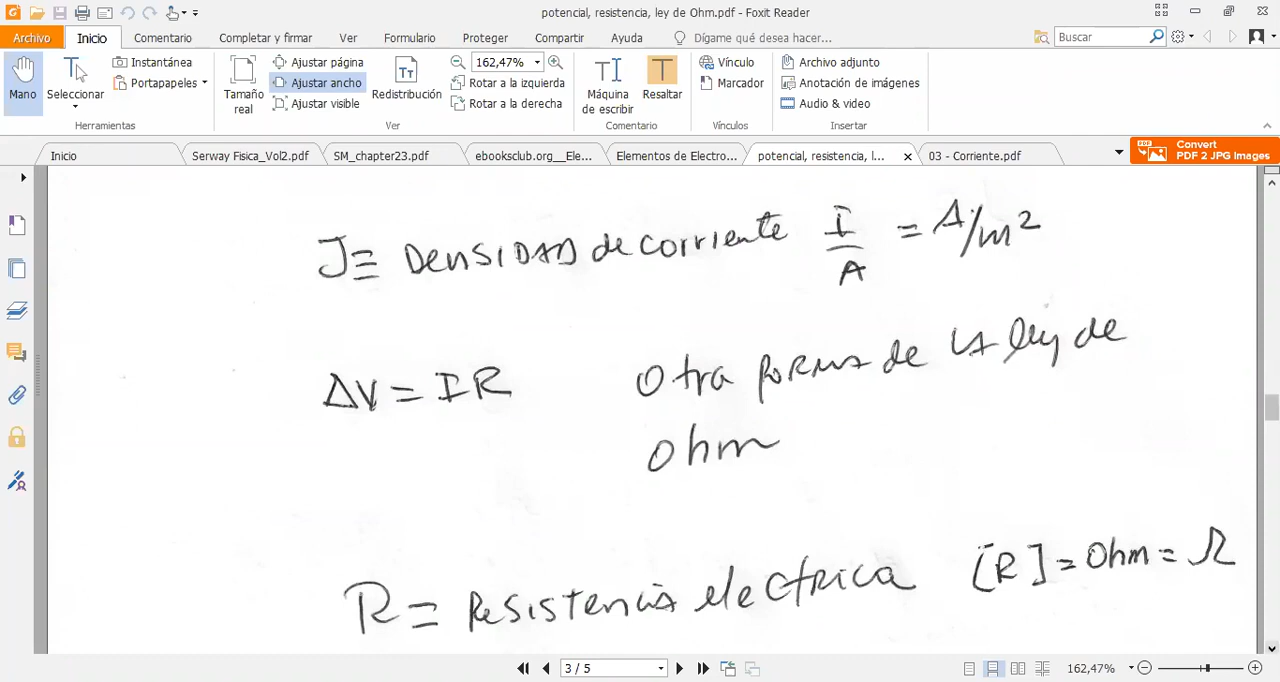 potencial, resistencia, ley de Ohm.pdf - Foxit Reader
Archivo Inicio Comentario Completar y firmar Ver Formulario Proteger Compartir Ayuda Dígame qué desea hacer... Buscar
Mano
Seleccionar
Instantánea
Portapapeles
Herramientas
Tamaño real
Ajustar página
Ajustar ancho
Ajustar visible
Redistribución
162,47%
Rotar a la izquierda
Rotar a la derecha
Ver
Máquina de escribir
Resaltar
Comentario
Vínculo
Marcador
Vínculos
Archivo adjunto
Anotación de imágenes
Audio & video
Insertar
Inicio Serway Fisica_Vol2.pdf SM_chapter23.pdf ebooksclub.org__Ele... Elementos de Electro... potencial, resistencia, l... 03 - Corriente.pdf
Convert
PDF 2 JPG Images
J ≡ Densidad de corriente I/A = A/m²
ΔV = IR Otra forma de la ley de
Ohm
R = Resistencia electrica [R] = Ohm = Ω
3 / 5 162,47%